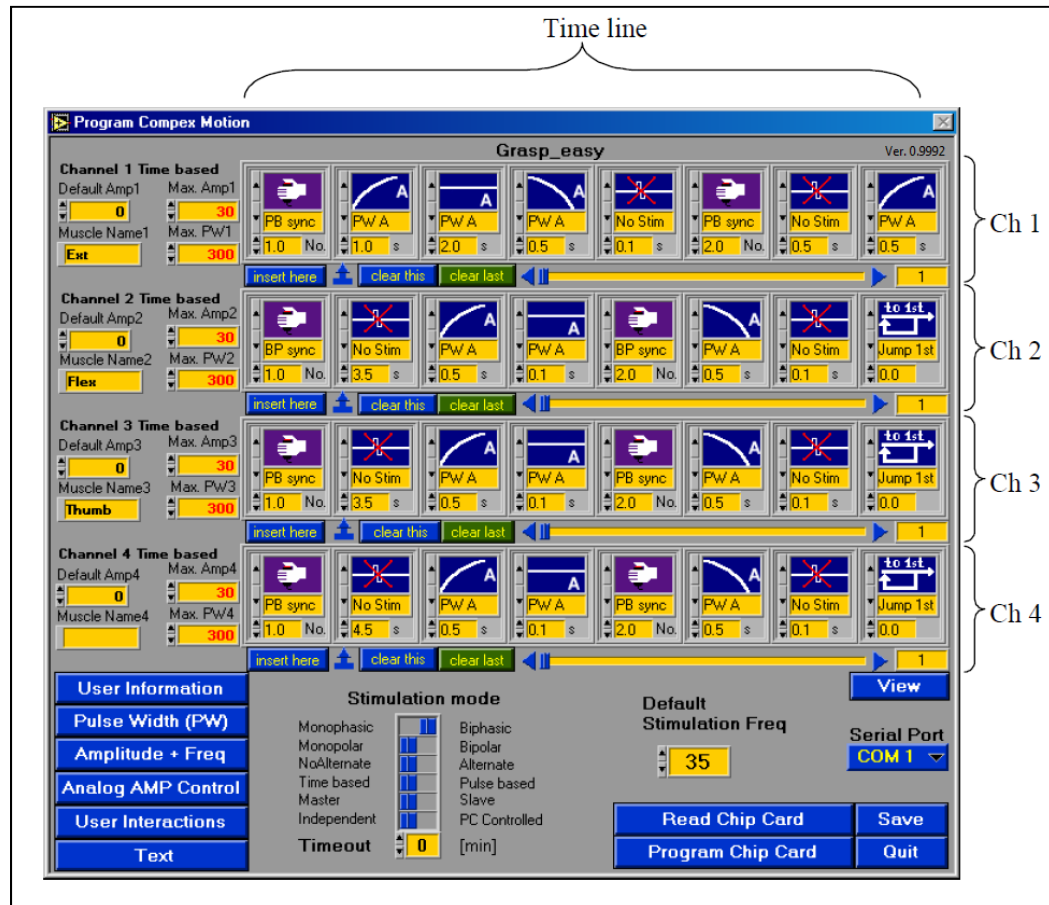 Time line
Program Compex Motion
Grasp_easy
Ver. 0.9992
Channel 1 Time based
Default Amp1 Max. Amp1
0 30
Muscle Name1 Max. PW1
Ext 300
A A A A
PB sync PW A PW A PW A No Stim PB sync No Stim PW A
1.0 No. 1.0 s 2.0 s 0.5 s 0.1 s 2.0 No. 0.5 s 0.5 s
insert here clear this clear last 1
Ch 1
Channel 2 Time based
Default Amp2 Max. Amp2
0 30
Muscle Name2 Max. PW2
Flex 300
A A A to 1st
BP sync No Stim PW A PW A BP sync PW A No Stim Jump 1st
1.0 No. 3.5 s 0.5 s 0.1 s 2.0 No. 0.5 s 0.1 s 0.0
insert here clear this clear last 1
Ch 2
Channel 3 Time based
Default Amp3 Max. Amp3
0 30
Muscle Name3 Max. PW3
Thumb 300
A A A to 1st
PB sync No Stim PW A PW A PB sync PW A No Stim Jump 1st
1.0 No. 3.5 s 0.5 s 0.1 s 2.0 No. 0.5 s 0.1 s 0.0
insert here clear this clear last 1
Ch 3
Channel 4 Time based
Default Amp4 Max. Amp4
0 30
Muscle Name4 Max. PW4
300
A A A to 1st
PB sync No Stim PW A PW A PB sync PW A No Stim Jump 1st
1.0 No. 4.5 s 0.5 s 0.1 s 2.0 No. 0.5 s 0.1 s 0.0
insert here clear this clear last 1
Ch 4
User Information
Pulse Width (PW)
Amplitude + Freq
Analog AMP Control
User Interactions
Text
Stimulation mode
Monophasic Biphasic
Monopolar Bipolar
NoAlternate Alternate
Time based Pulse based
Master Slave
Independent PC Controlled
Timeout 0 [min]
Default
Stimulation Freq
35
View
Serial Port
COM 1
Read Chip Card Save
Program Chip Card Quit